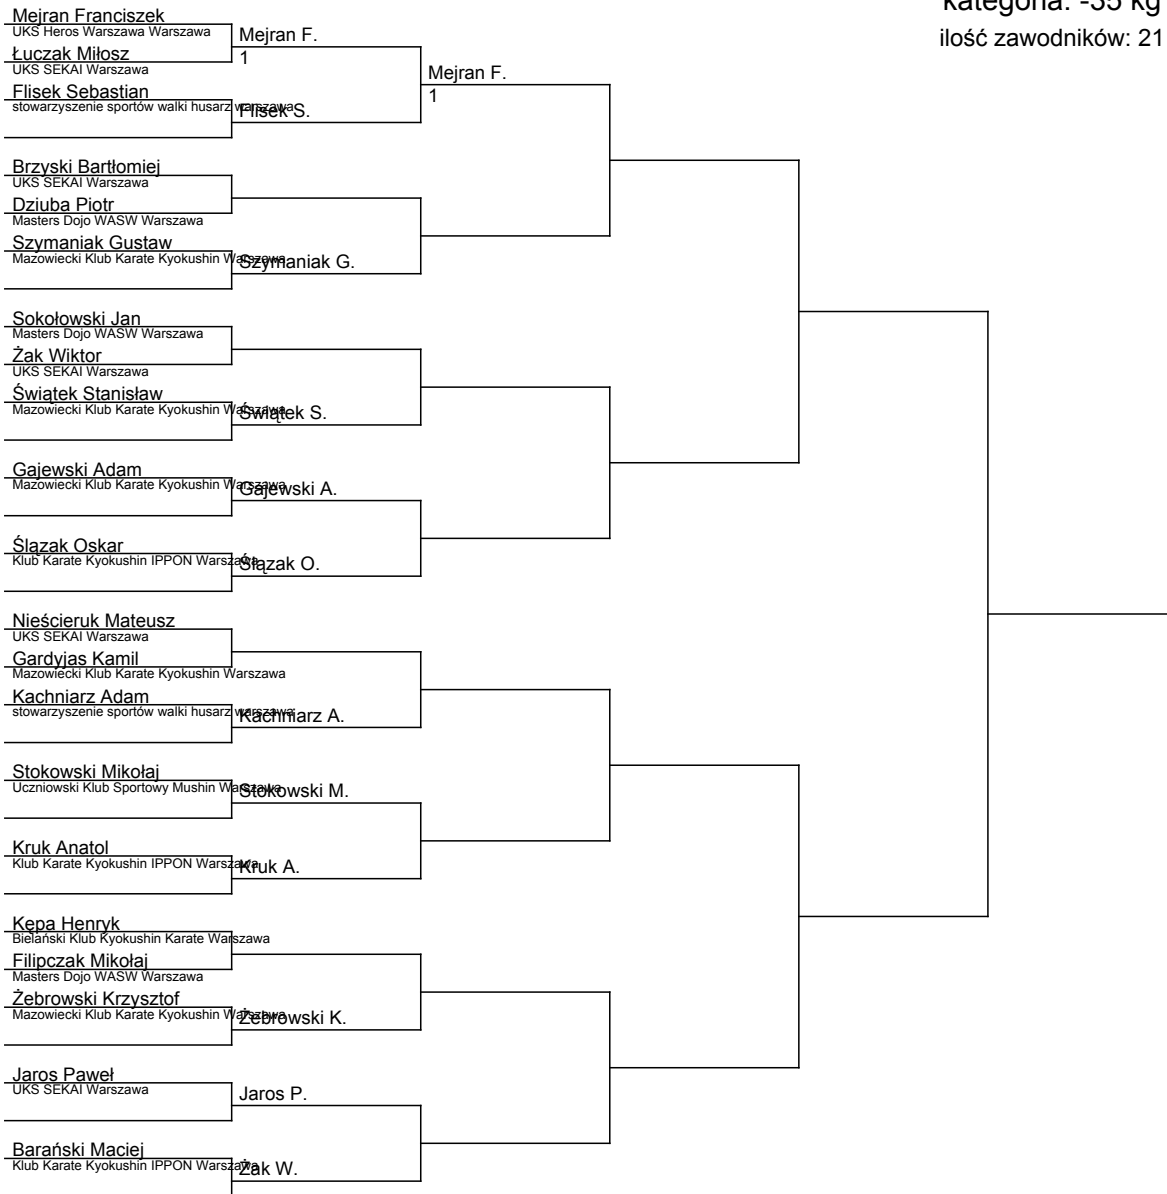 kategoria: -35 kg
ilość zawodników: 21
Mejran Franciszek
UKS Heros Warszawa Warszawa
Mejran F.
1
Łuczak Miłosz
UKS SEKAI Warszawa
Mejran F.
1
Flisek Sebastian
stowarzyszenie sportów walki husarz warszawa
Flisek S.
Brzyski Bartłomiej
UKS SEKAI Warszawa
Dziuba Piotr
Masters Dojo WASW Warszawa
Szymaniak Gustaw
Mazowiecki Klub Karate Kyokushin Warszawa
Szymaniak G.
Sokołowski Jan
Masters Dojo WASW Warszawa
Żak Wiktor
UKS SEKAI Warszawa
Świątek Stanisław
Mazowiecki Klub Karate Kyokushin Warszawa
Świątek S.
Gajewski Adam
Mazowiecki Klub Karate Kyokushin Warszawa
Gajewski A.
Ślązak Oskar
Klub Karate Kyokushin IPPON Warszawa
Ślązak O.
Nieścieruk Mateusz
UKS SEKAI Warszawa
Gardyjas Kamil
Mazowiecki Klub Karate Kyokushin Warszawa
Kachniarz Adam
stowarzyszenie sportów walki husarz warszawa
Kachniarz A.
Stokowski Mikołaj
Uczniowski Klub Sportowy Mushin Warszawa
Stokowski M.
Kruk Anatol
Klub Karate Kyokushin IPPON Warszawa
Kruk A.
Kępa Henryk
Bielański Klub Kyokushin Karate Warszawa
Filipczak Mikołaj
Masters Dojo WASW Warszawa
Żebrowski Krzysztof
Mazowiecki Klub Karate Kyokushin Warszawa
Żebrowski K.
Jaros Paweł
UKS SEKAI Warszawa
Jaros P.
Barański Maciej
Klub Karate Kyokushin IPPON Warszawa
Żak W.